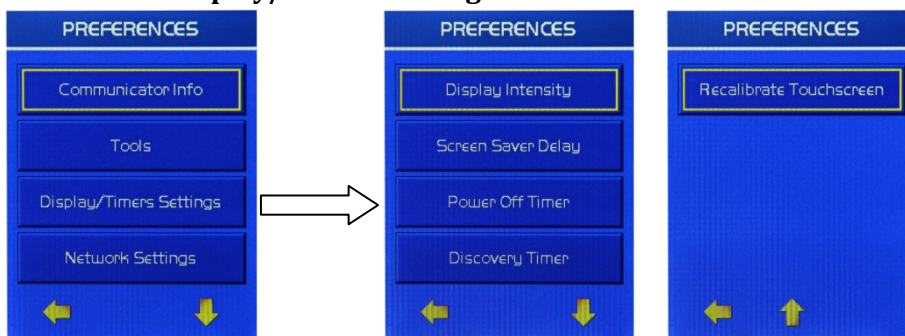 PREFERENCES
Communicator Info
Tools
Display/Timers Settings
Network Settings
PREFERENCES
Display Intensity
Screen Saver Delay
Power Off Timer
Discovery Timer
PREFERENCES
Recalibrate Touchscreen